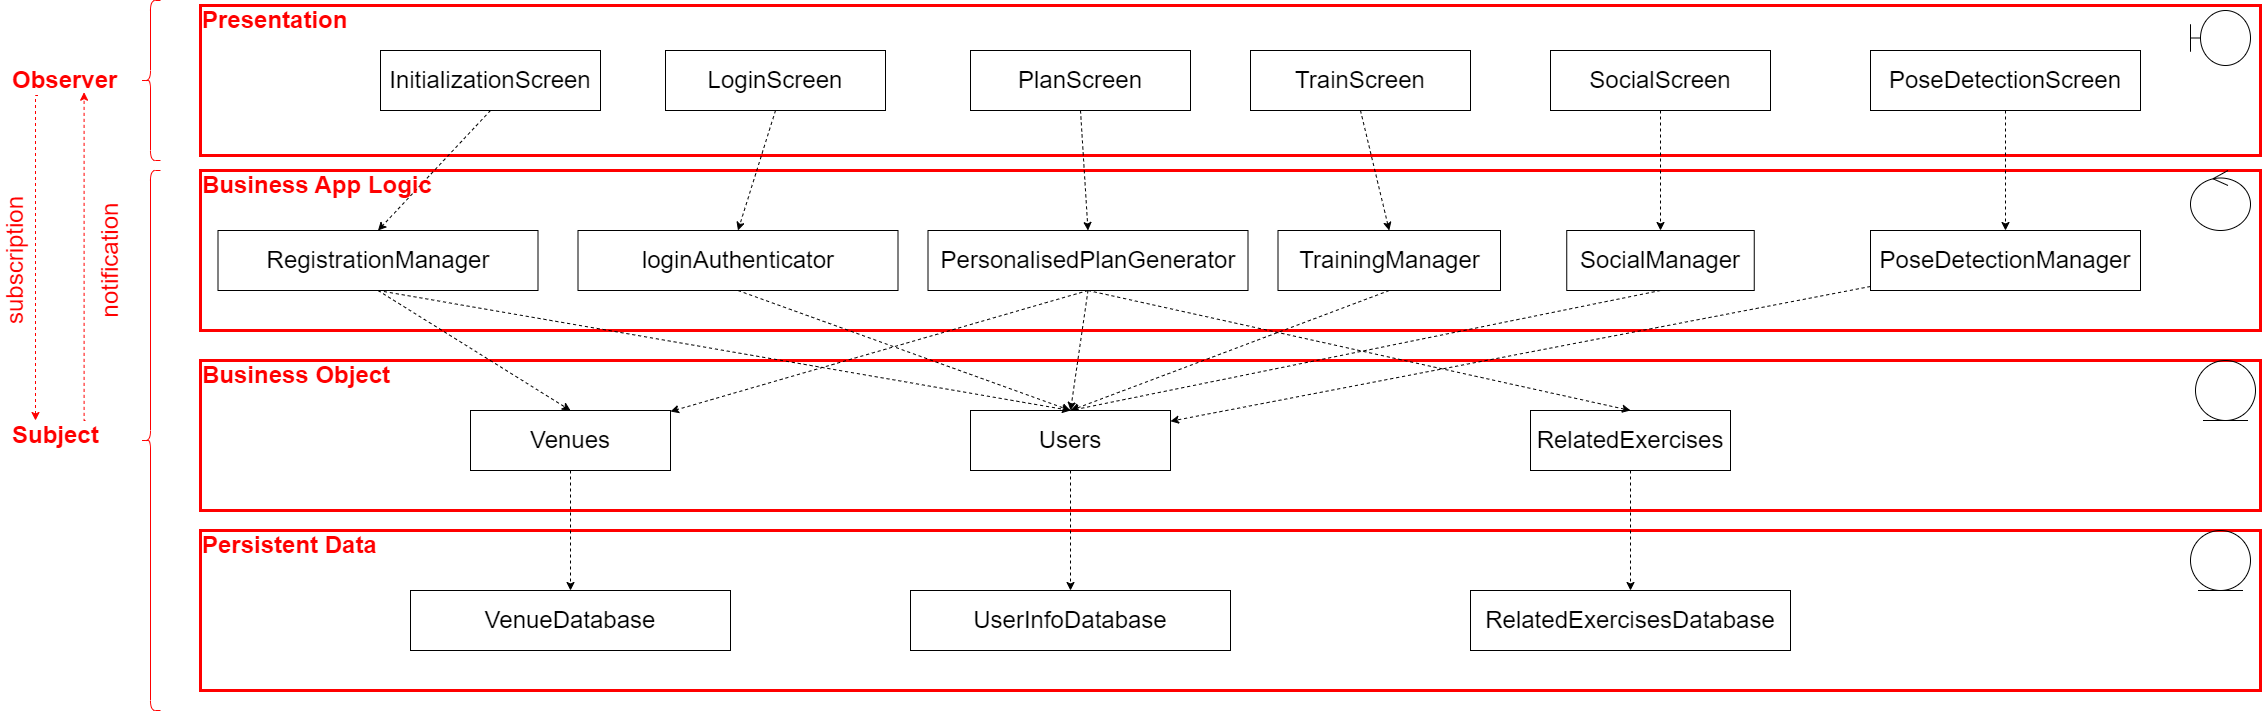 Presentation
Observer
InitializationScreen
LoginScreen
PlanScreen
TrainScreen
SocialScreen
PoseDetectionScreen
subscription
notification
Business App Logic
RegistrationManager
loginAuthenticator
PersonalisedPlanGenerator
TrainingManager
SocialManager
PoseDetectionManager
Business Object
Subject
Venues
Users
RelatedExercises
Persistent Data
VenueDatabase
UserInfoDatabase
RelatedExercisesDatabase